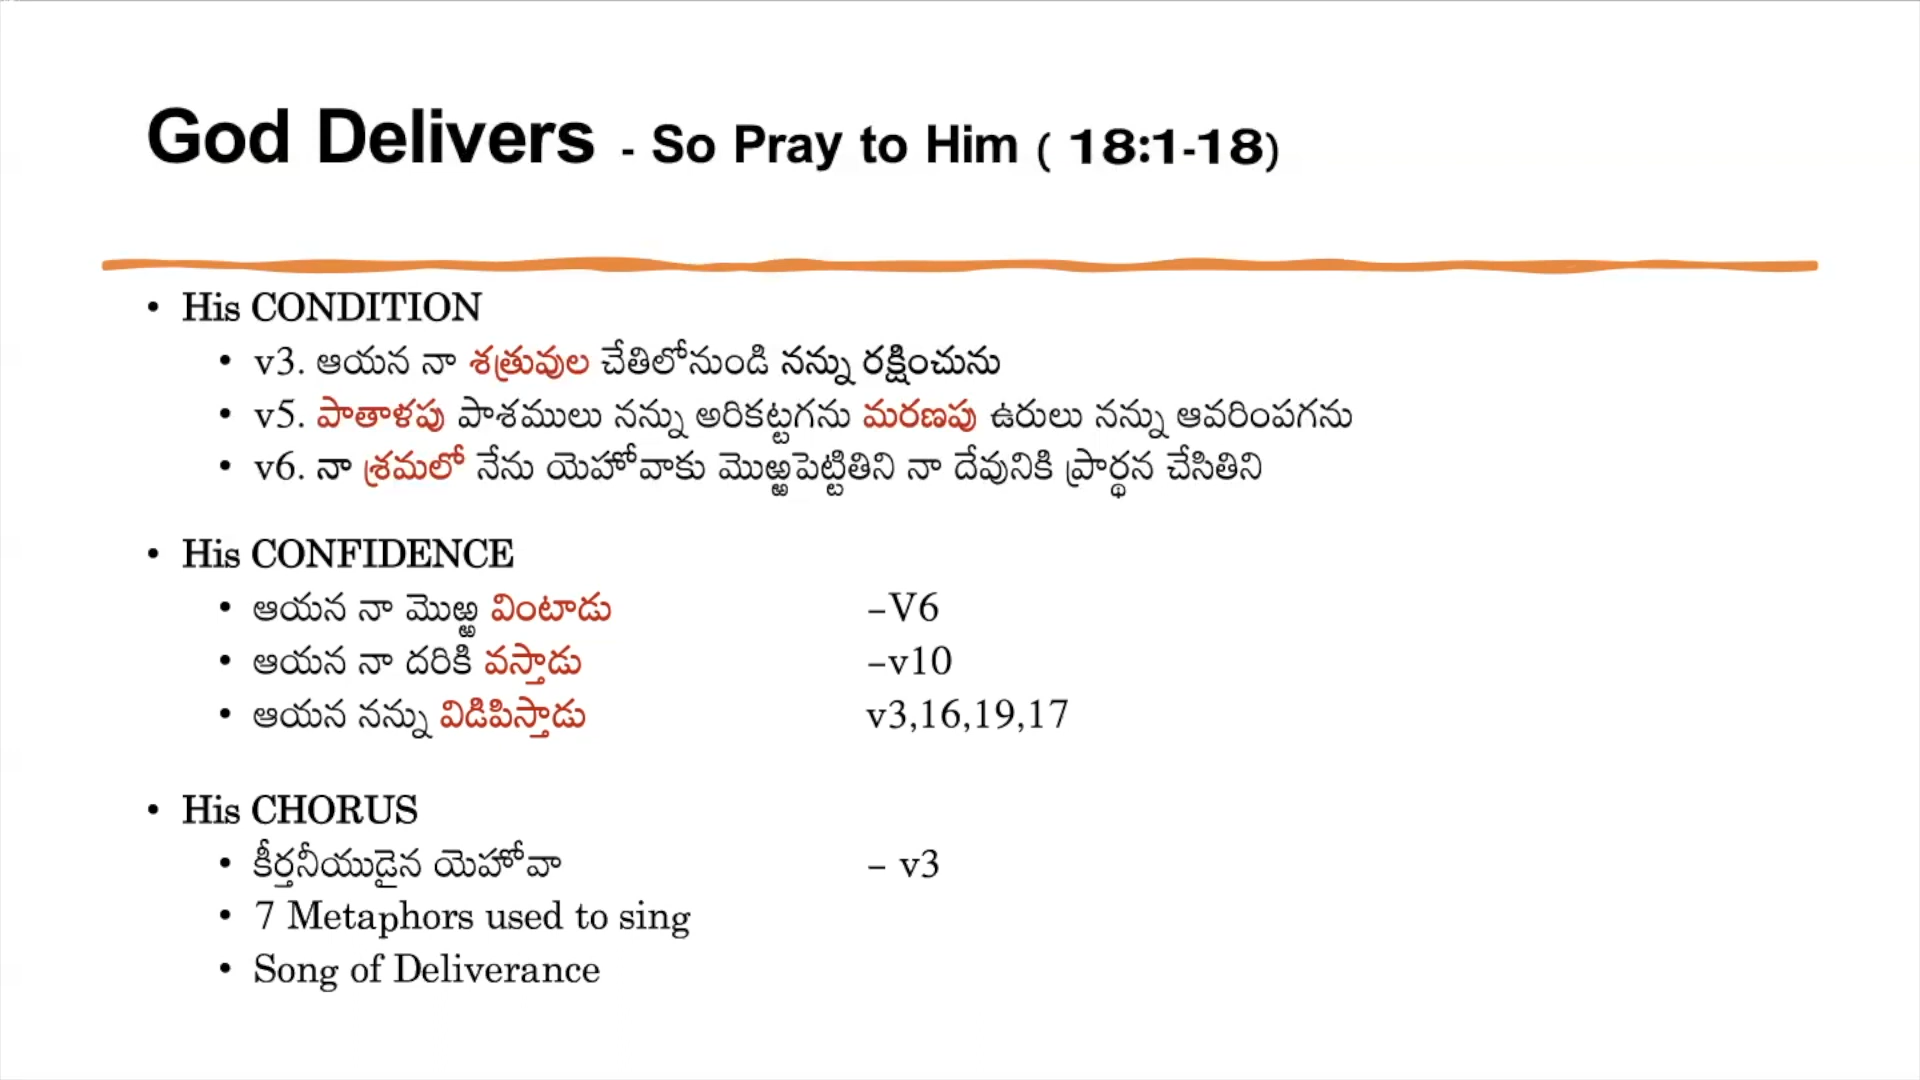 God Delivers - So Pray to Him ( 18:1-18)
• His CONDITION
• v3. ఆయన నా శత్రువుల చేతిలోనుండి నన్ను రక్షించును
• v5. పాతాళపు పాశములు నన్ను అరికట్టగను మరణపు ఉరులు నన్ను ఆవరింపగను
• v6. నా శ్రమలో నేను యెహోవాకు మొఱ్ఱపెట్టితిని నా దేవునికి ప్రార్థన చేసితిని
• His CONFIDENCE
• ఆయన నా మొఱ్ఱ వింటాడు –V6
• ఆయన నా దరికి వస్తాడు –v10
• ఆయన నన్ను విడిపిస్తాడు v3,16,19,17
• His CHORUS
• కీర్తనీయుడైన యెహోవా – v3
• 7 Metaphors used to sing
• Song of Deliverance